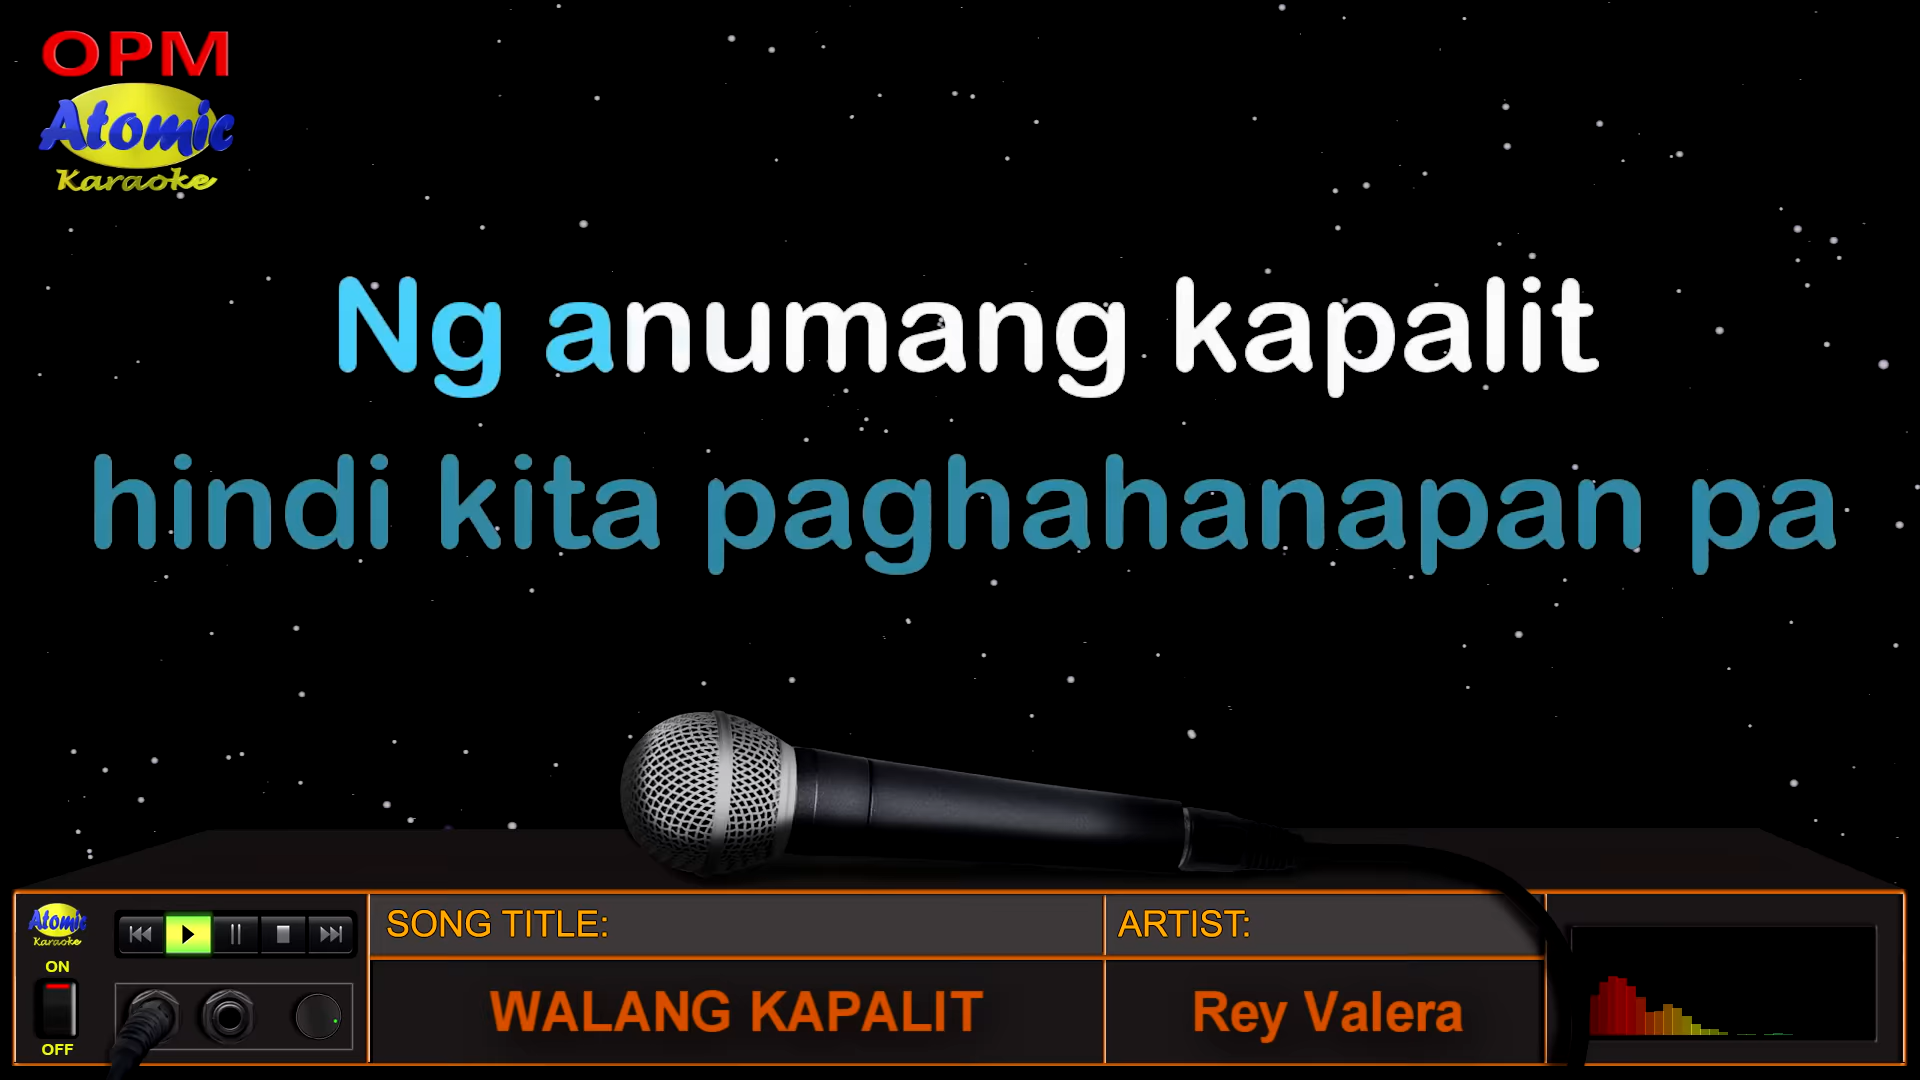 OPM
Atomic
Karaoke
Ng anumang kapalit
hindi kita paghahanapan pa
Atomic
Karaoke
ON
OFF
SONG TITLE:
WALANG KAPALIT
ARTIST:
Rey Valera